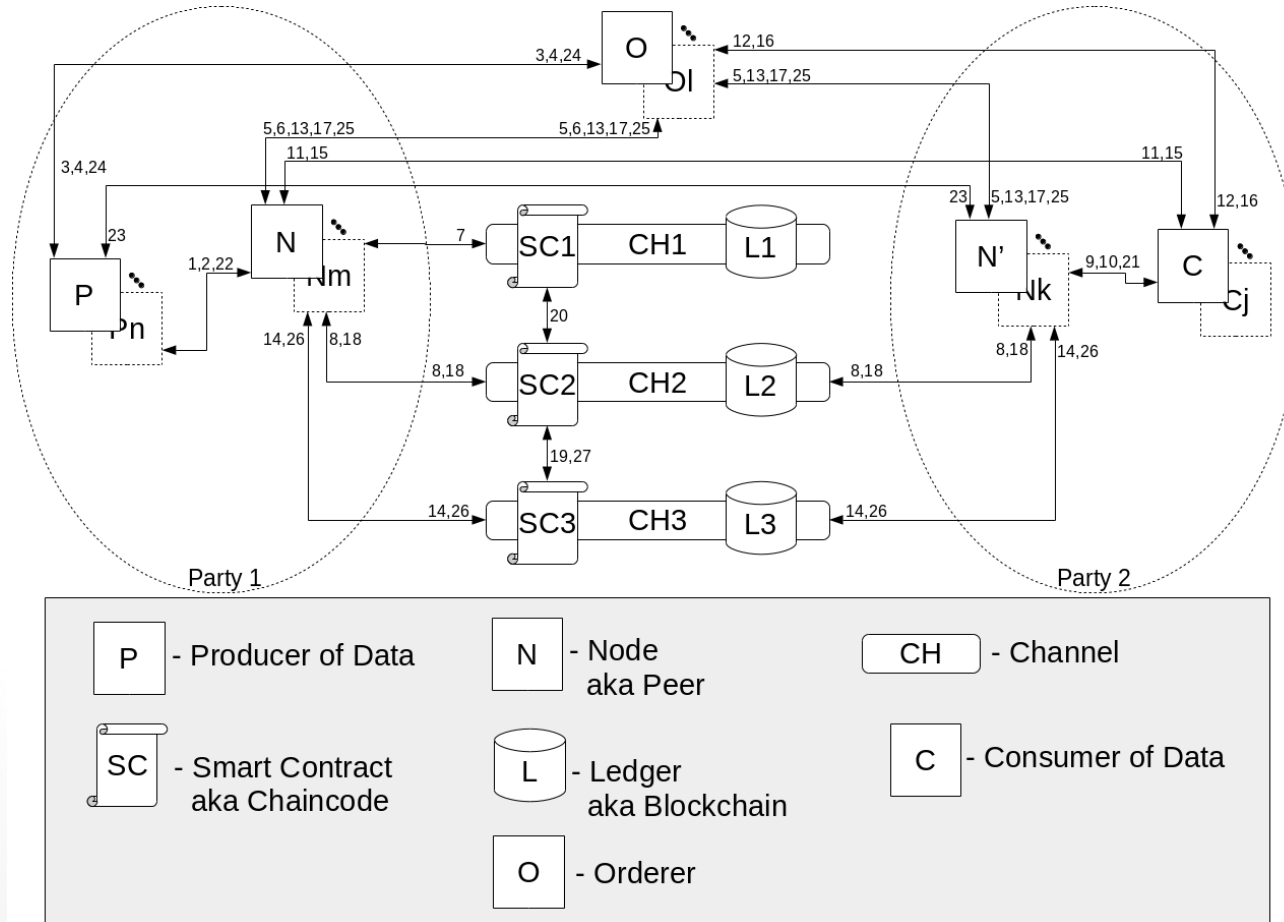 O
Ol
3,4,24
12,16
5,13,17,25
5,6,13,17,25
5,6,13,17,25
11,15
11,15
3,4,24
23
23
5,13,17,25
12,16
N
Nm
7
SC1
CH1
L1
N’
Nk
9,10,21
C
Cj
P
Pn
1,2,22
20
14,26
8,18
8,18
SC2
CH2
L2
8,18
8,18
14,26
19,27
14,26
SC3
CH3
L3
14,26
Party 1
Party 2
P
- Producer of Data
N
- Node
aka Peer
CH
- Channel
SC
- Smart Contract
aka Chaincode
L
- Ledger
aka Blockchain
C
- Consumer of Data
O
- Orderer